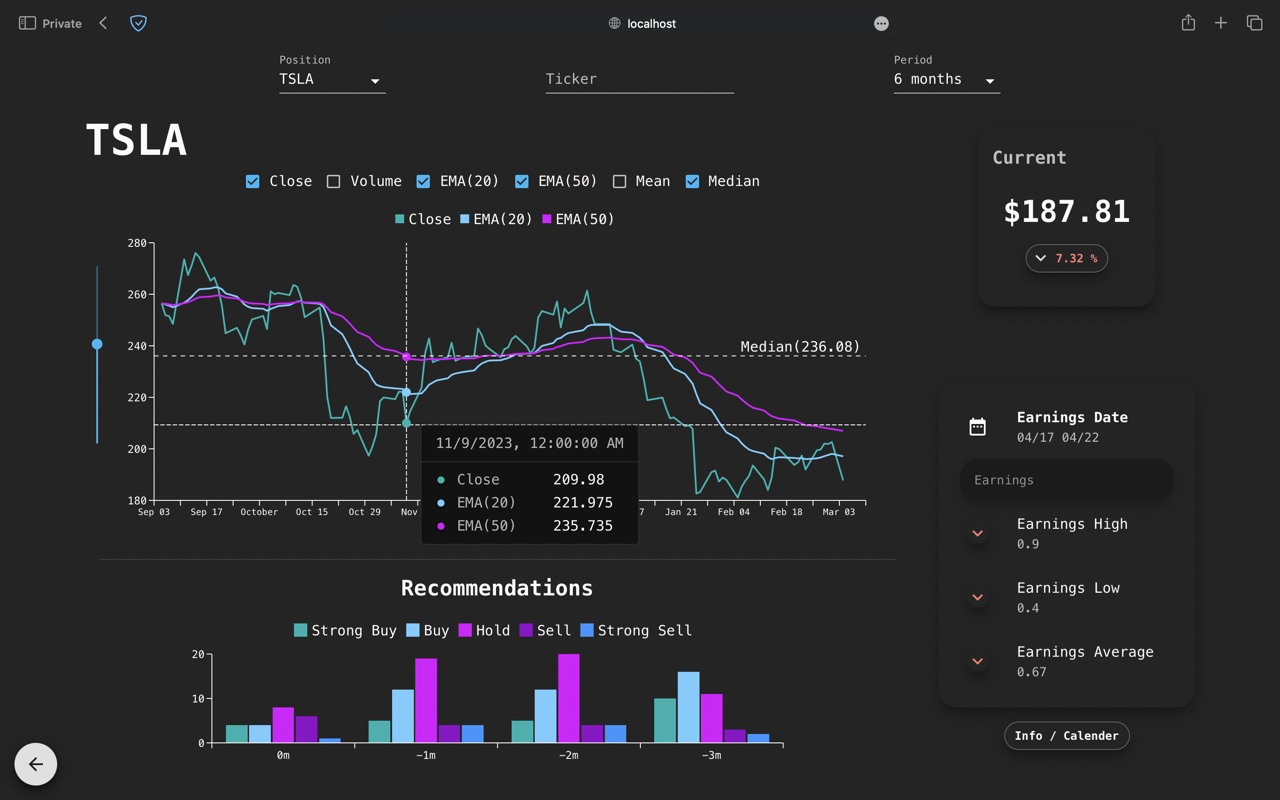 Private
localhost
Position
TSLA
Ticker
Period
6 months
TSLA
Close Volume EMA(20) EMA(50) Mean Median
Close EMA(20) EMA(50)
280
260
240
220
200
180
Median(236.08)
Sep 03 Sep 17 October Oct 15 Oct 29 Nov 7 Jan 21 Feb 04 Feb 18 Mar 03
11/9/2023, 12:00:00 AM
Close 209.98
EMA(20) 221.975
EMA(50) 235.735
Current
$187.81
7.32 %
Earnings Date
04/17 04/22
Earnings
Earnings High
0.9
Earnings Low
0.4
Earnings Average
0.67
Info / Calender
Recommendations
Strong Buy Buy Hold Sell Strong Sell
20
10
0
0m -1m -2m -3m